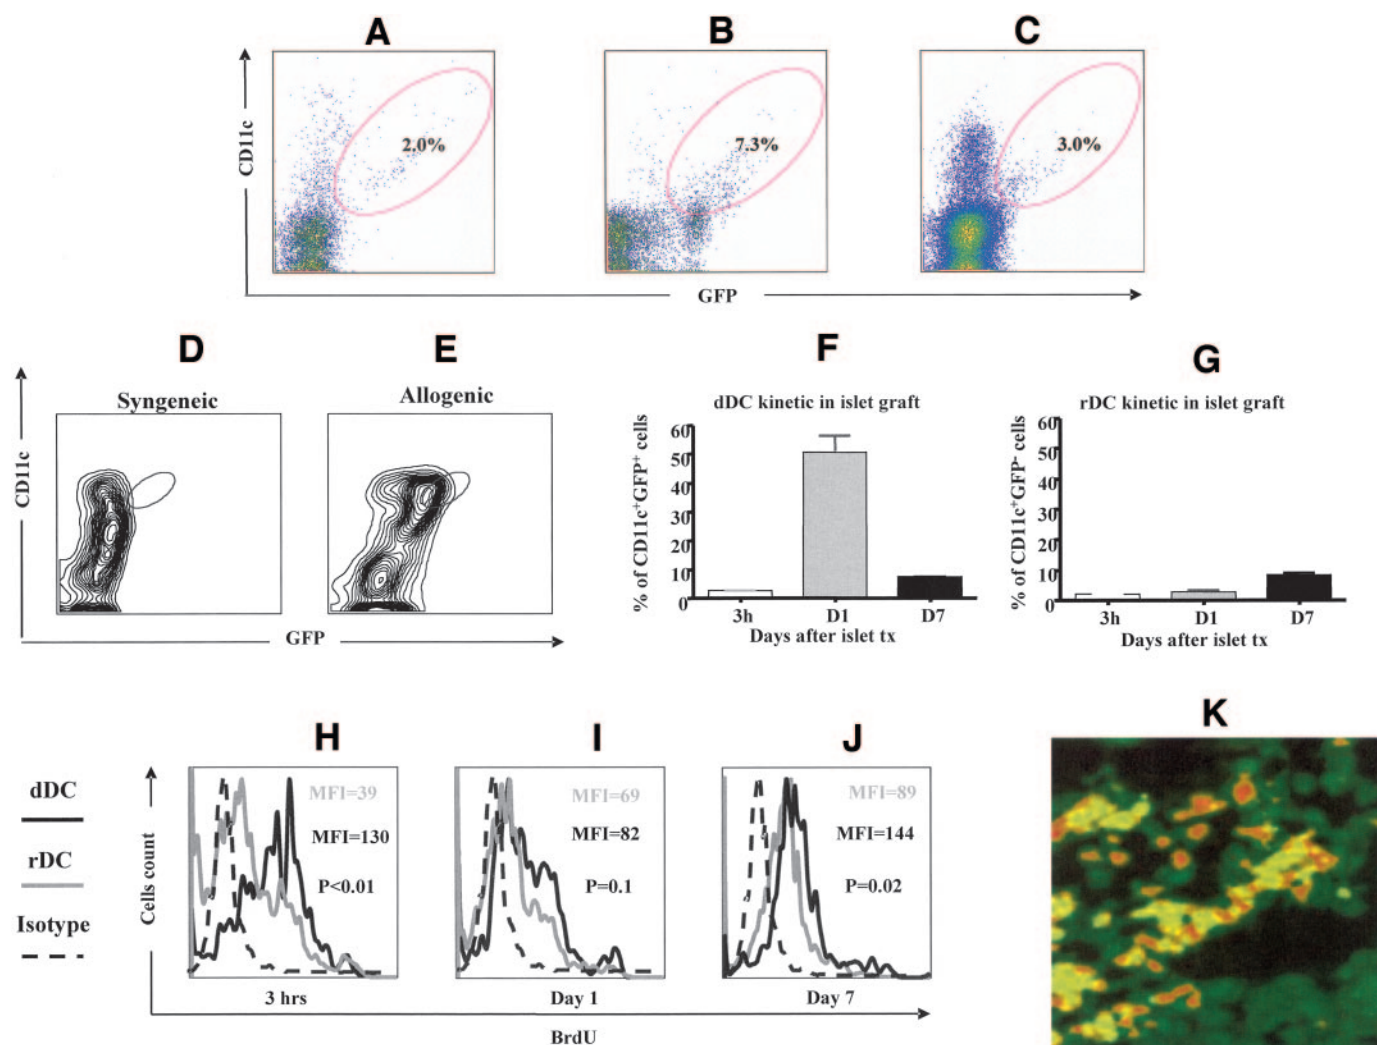 A B C
CD11c
2.0% 7.3% 3.0%
GFP
D E F G
Syngeneic Allogenic
CD11c
GFP
dDC kinetic in islet graft
% of CD11c+GFP+ cells
60
50
40
30
20
10
0
3h D1 D7
Days after islet tx
rDC kinetic in islet graft
% of CD11c+GFP- cells
60
50
40
30
20
10
0
3h D1 D7
Days after islet tx
H I J K
dDC
rDC
Isotype
Cells count
MFI=39
MFI=130
P<0.01
3 hrs
MFI=69
MFI=82
P=0.1
Day 1
MFI=89
MFI=144
P=0.02
Day 7
BrdU